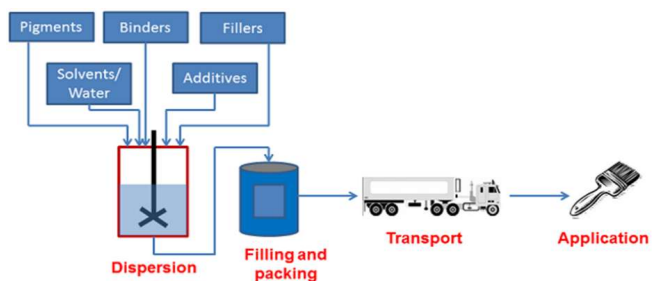 Pigments
Binders
Fillers
Solvents/
Water
Additives
Dispersion
Filling and
packing
Transport
Application